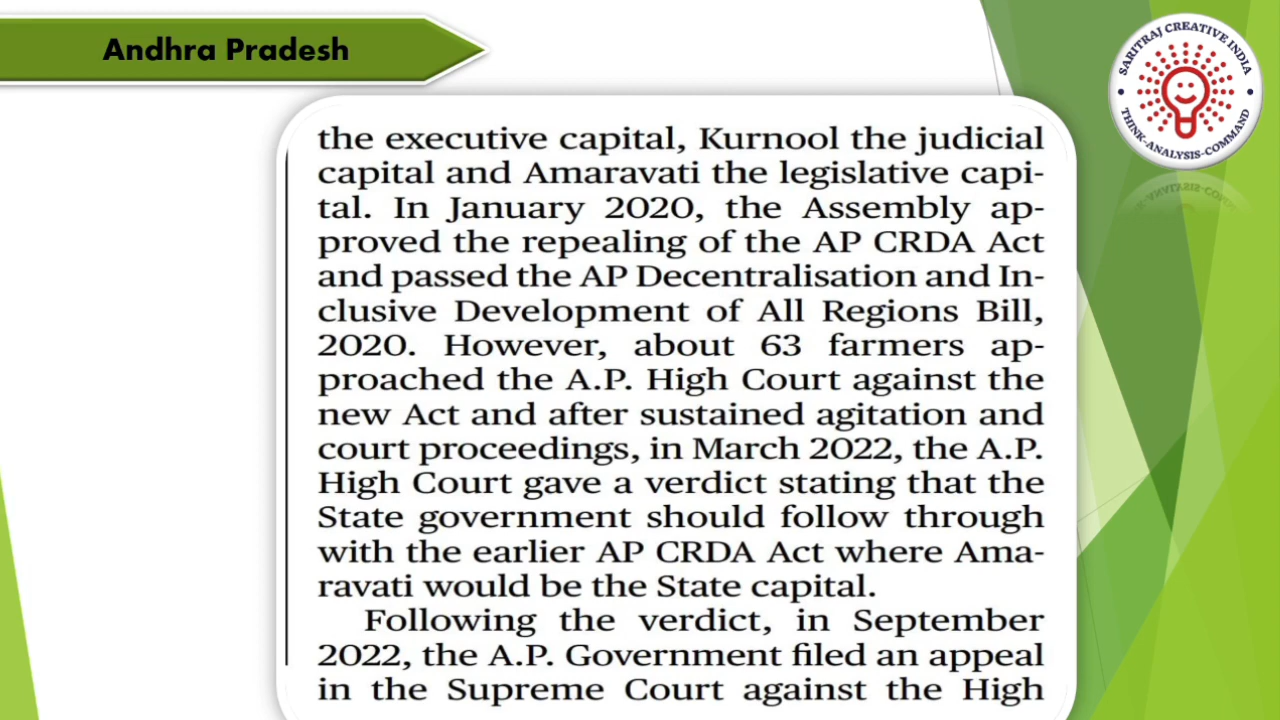 Andhra Pradesh
SARITRAJ CREATIVE INDIA
THINK-ANALYSIS-COMMAND
the executive capital, Kurnool the judicial
capital and Amaravati the legislative capi-
tal. In January 2020, the Assembly ap-
proved the repealing of the AP CRDA Act
and passed the AP Decentralisation and In-
clusive Development of All Regions Bill,
2020. However, about 63 farmers ap-
proached the A.P. High Court against the
new Act and after sustained agitation and
court proceedings, in March 2022, the A.P.
High Court gave a verdict stating that the
State government should follow through
with the earlier AP CRDA Act where Ama-
ravati would be the State capital.
Following the verdict, in September
2022, the A.P. Government filed an appeal
in the Supreme Court against the High